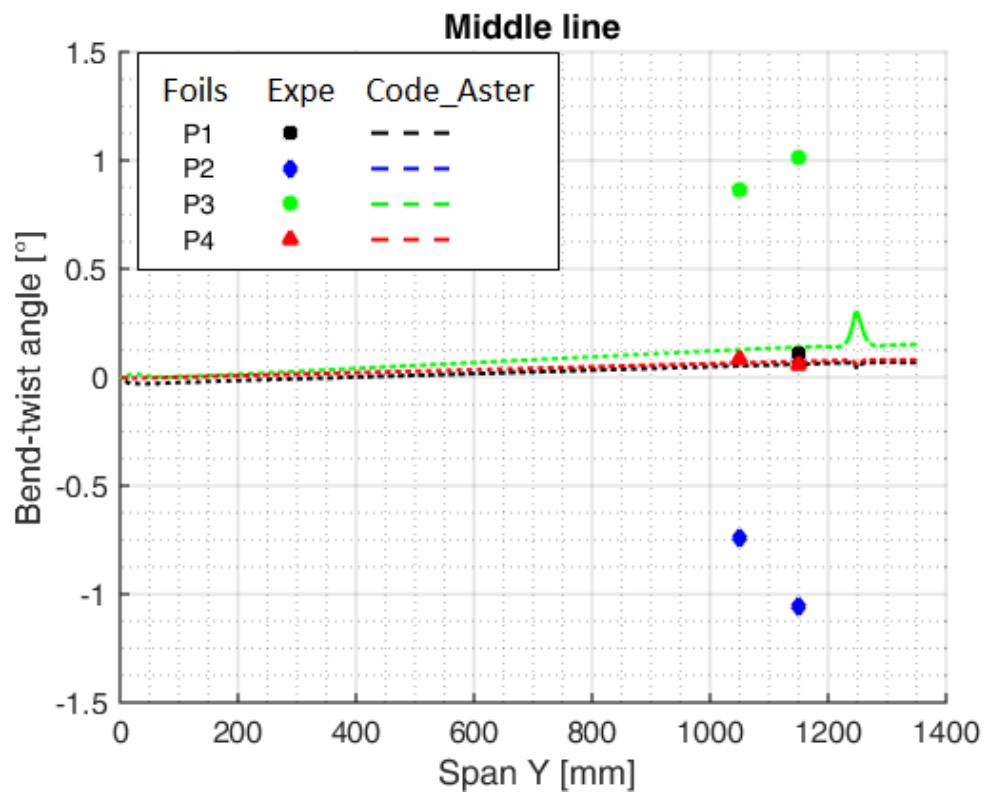 Middle line
1.5
1
0.5
0
-0.5
-1
-1.5
Bend-twist angle [°]
Foils Expe Code_Aster
P1
P2
P3
P4
0 200 400 600 800 1000 1200 1400
Span Y [mm]